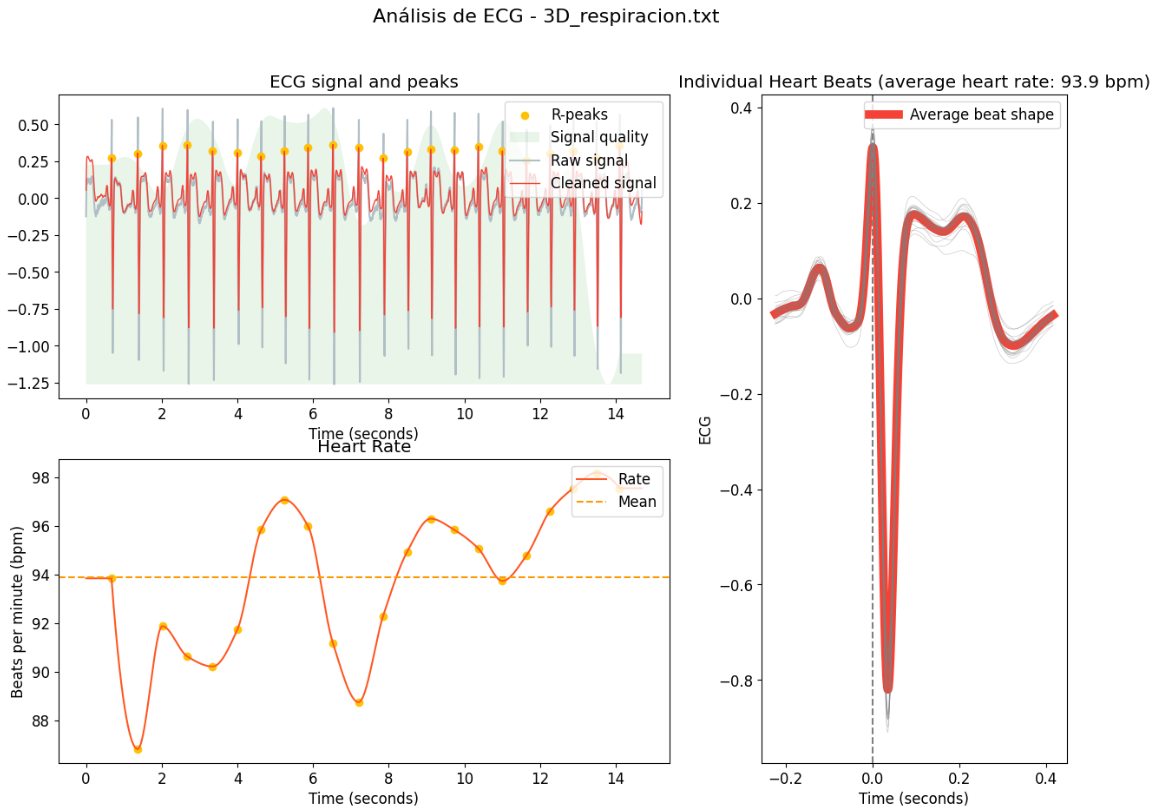 Análisis de ECG - 3D_respiracion.txt
ECG signal and peaks
0.50
0.25
0.00
−0.25
−0.50
−0.75
−1.00
−1.25
R-peaks
Signal quality
Raw signal
Cleaned signal
0 2 4 6 8 10 12 14
Time (seconds)
Heart Rate
98
96
94
92
90
88
Beats per minute (bpm)
Rate
Mean
0 2 4 6 8 10 12 14
Time (seconds)
Individual Heart Beats (average heart rate: 93.9 bpm)
Average beat shape
0.4
0.2
0.0
−0.2
−0.4
−0.6
−0.8
ECG
−0.2 0.0 0.2 0.4
Time (seconds)